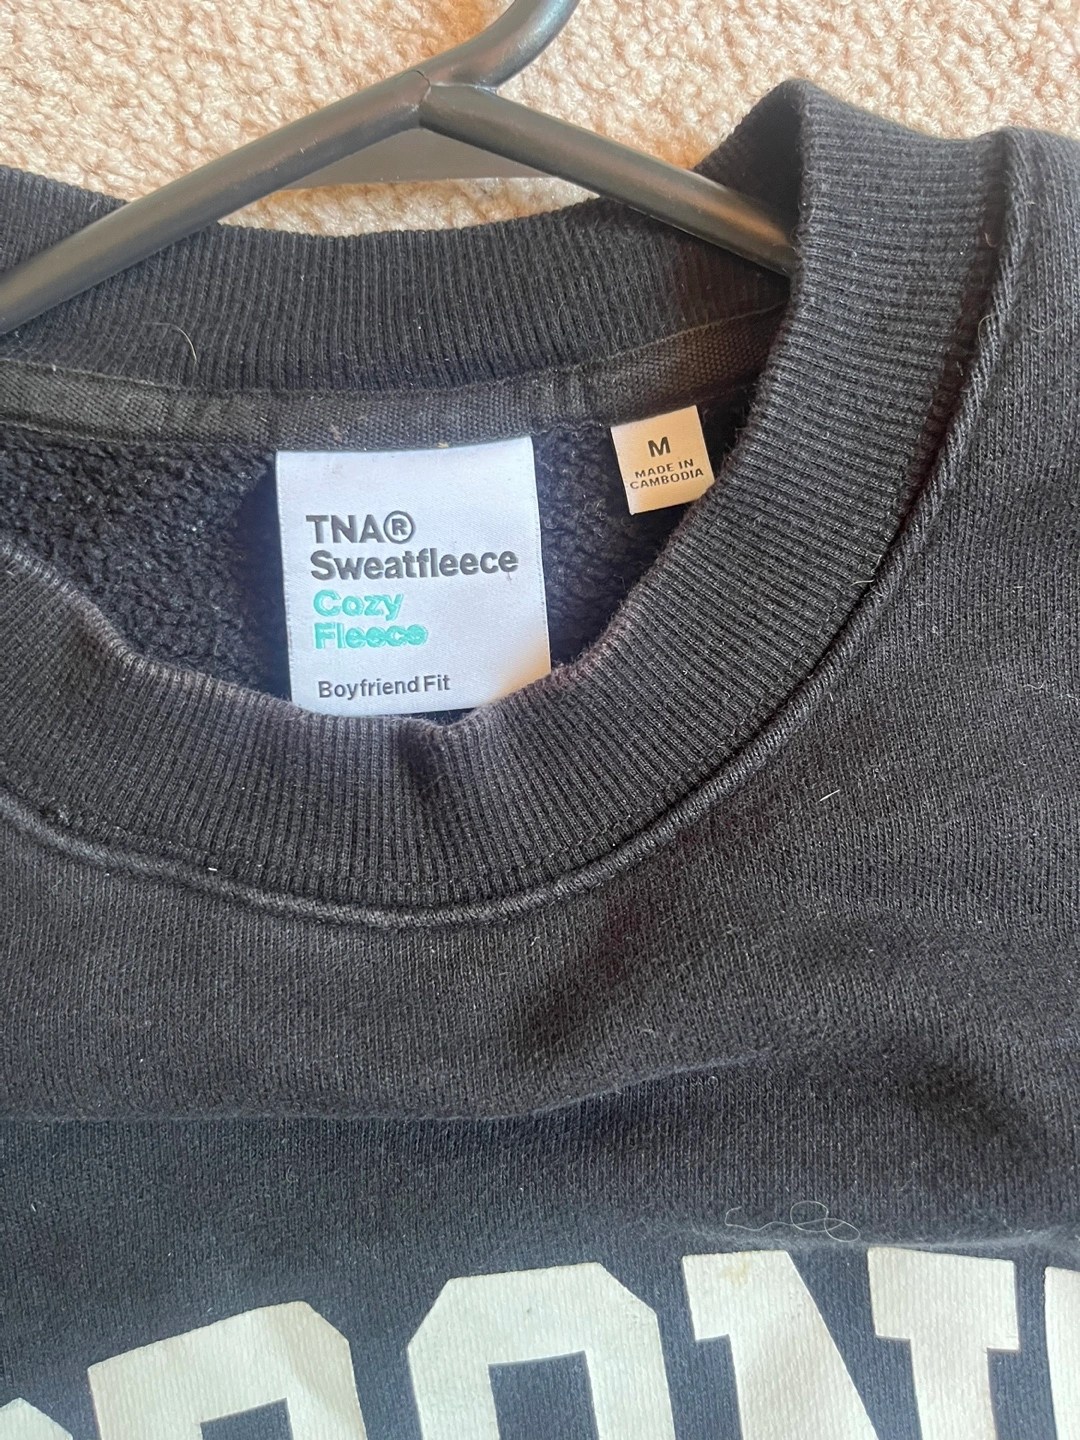 TNA®
Sweatfleece
Cozy
Fleece
Boyfriend Fit
M
MADE IN
CAMBODIA